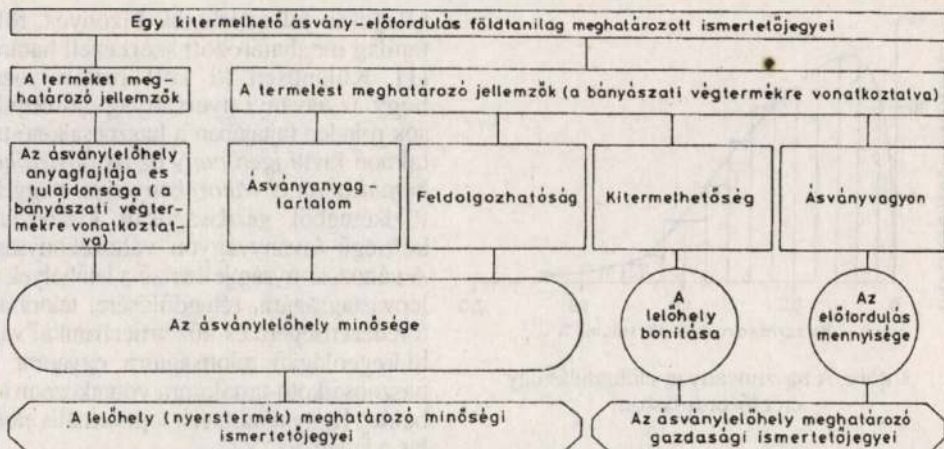 Egy kitermelhető ásvány-előfordulás földtanilag meghatározott ismertetőjegyei
A terméket meg-
határozó jellemzők
A termelést meghatározó jellemzők (a bányászati végtermékre vonatkoztatva)
Az ásványlelőhely
anyagfajtája és
tulajdonsága (a
bányászati végter-
mékre vonatkoztat-
va)
Ásványanyag
tartalom
Feldolgozhatóság
Kitermelhetőség
Ásványvagyon
Az ásványlelőhely minősége
A
lelőhely
bonitása
Az
előfordulás
mennyisége
A lelőhely (nyerstermék) meghatározó minőségi
ismertetőjegyei
Az ásványlelőhely meghatározó
gazdasági ismertetőjegyei